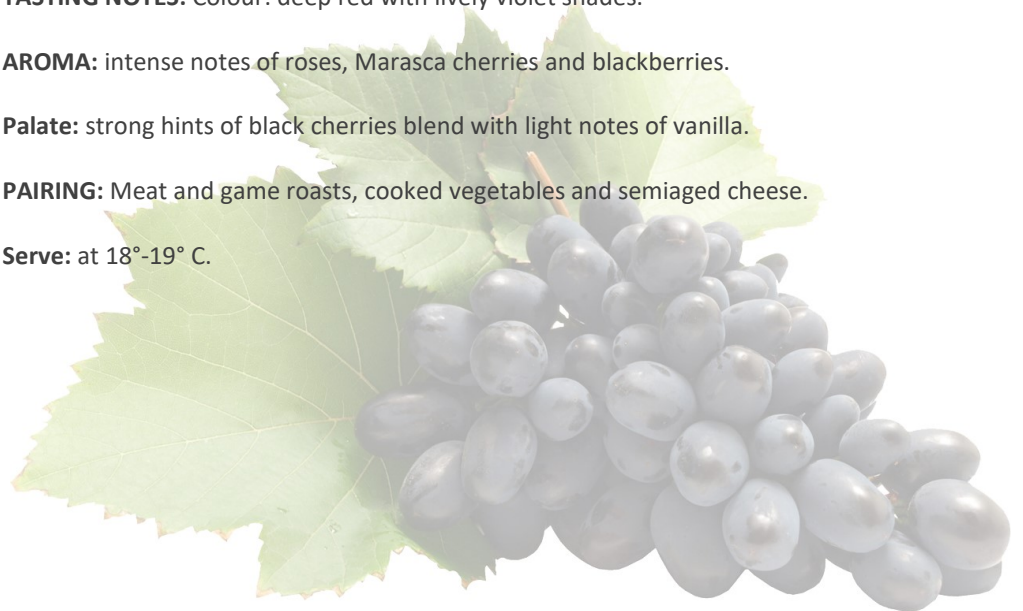 TASTING NOTES: Colour: deep red with lively violet shades.
AROMA: intense notes of roses, Marasca cherries and blackberries.
Palate: strong hints of black cherries blend with light notes of vanilla.
PAIRING: Meat and game roasts, cooked vegetables and semiaged cheese.
Serve: at 18°-19° C.